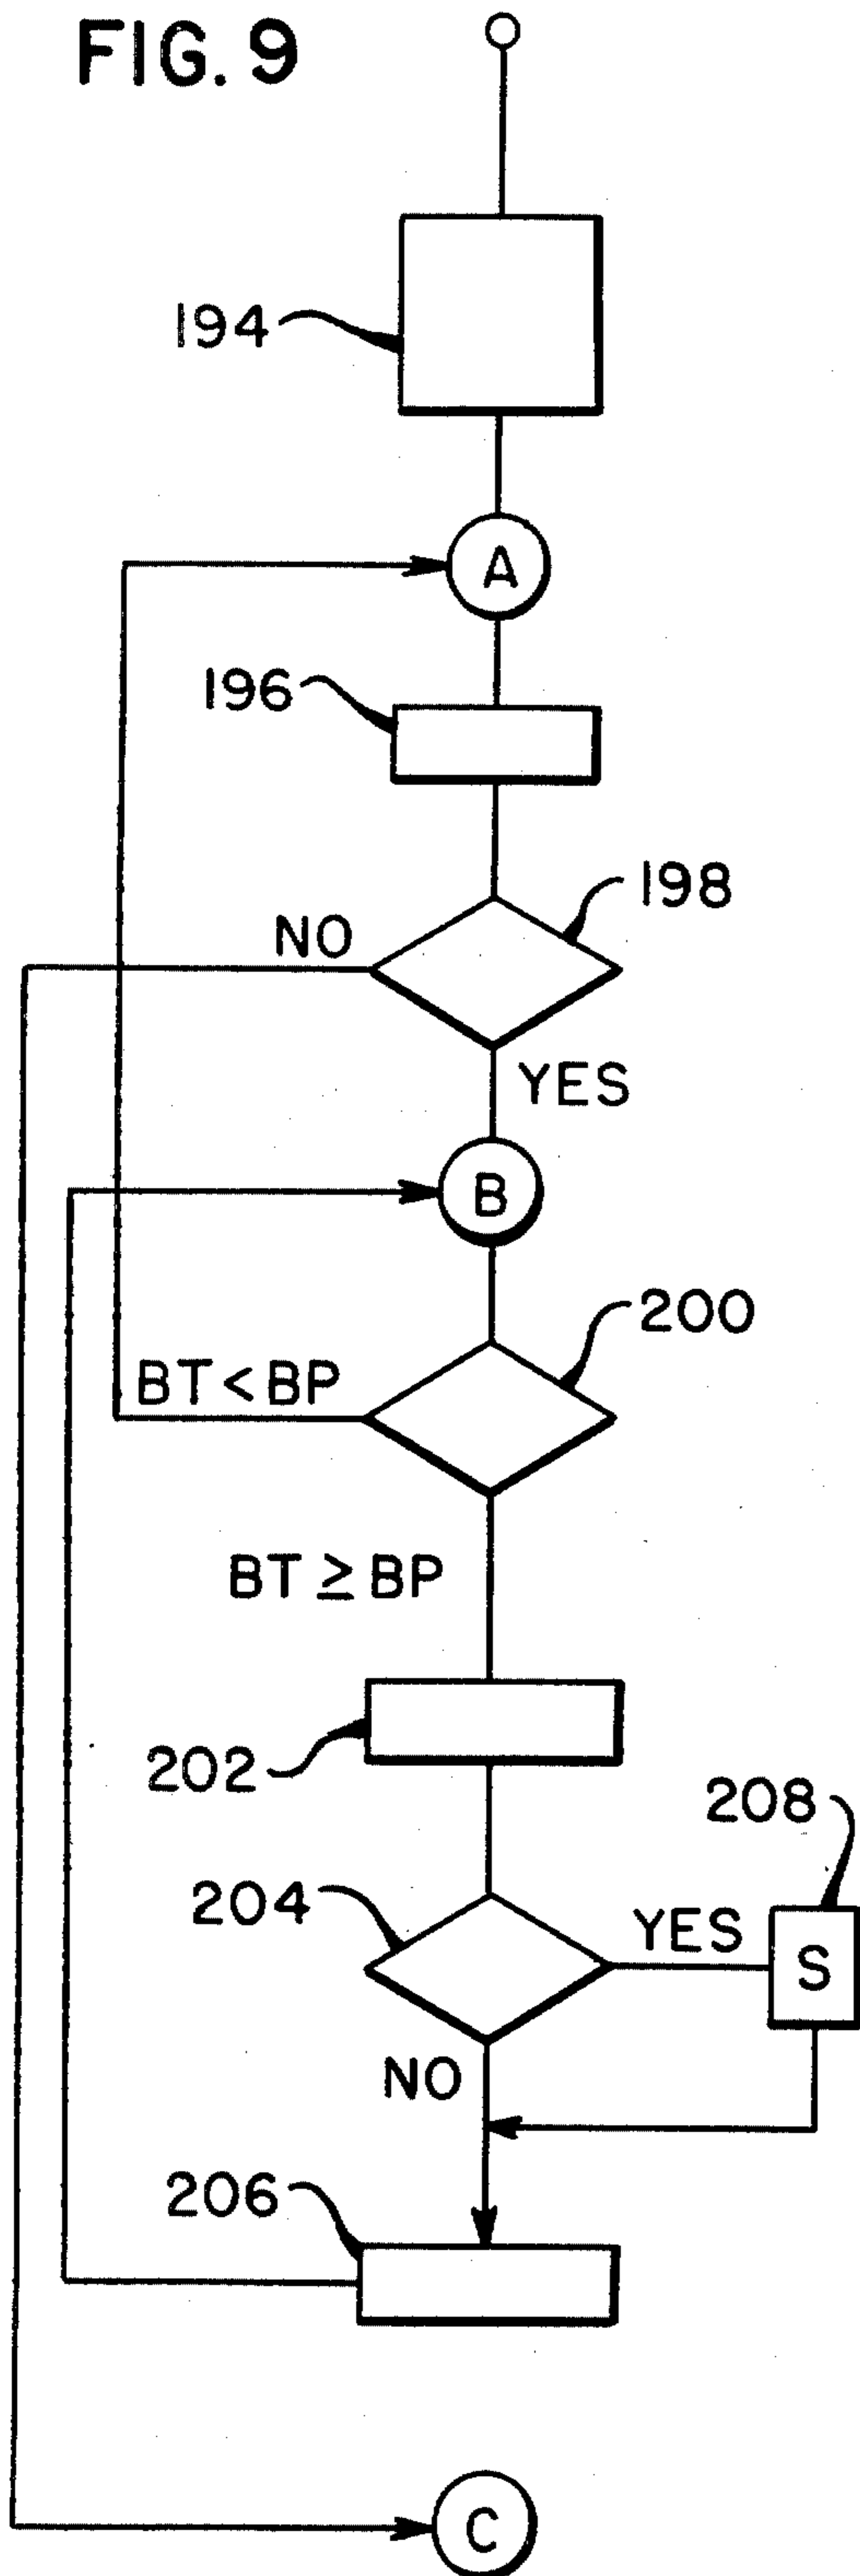 FIG. 9
194
A
196
198
NO
YES
B
200
BT < BP
BT ≥ BP
202
208
204
YES
S
NO
206
C